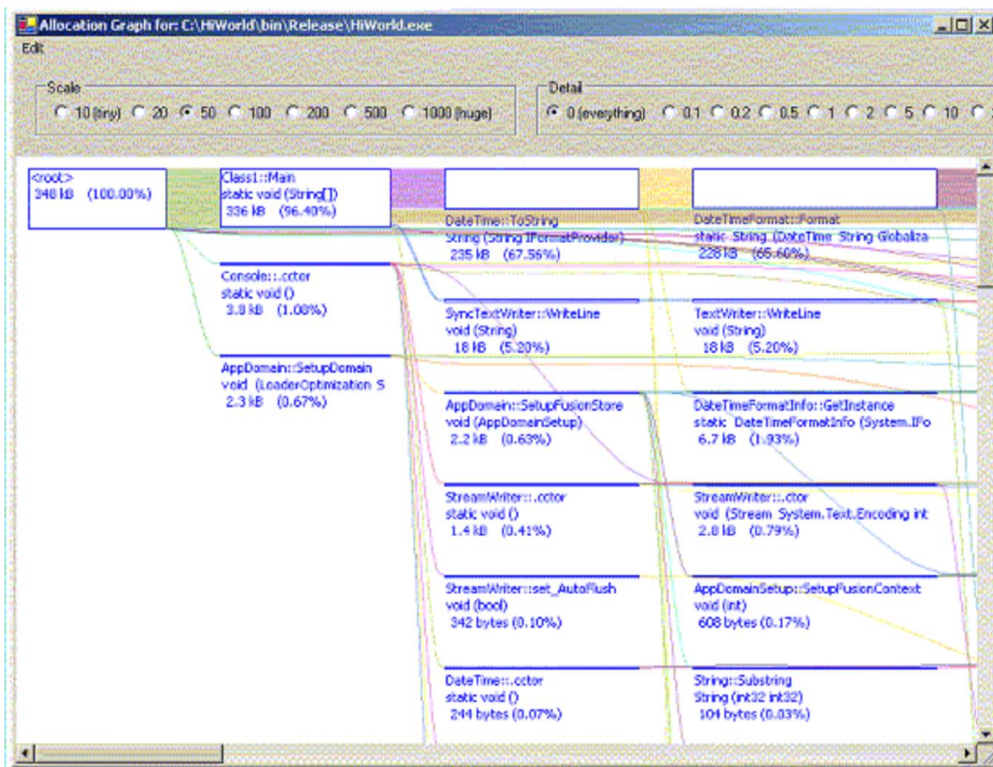 Allocation Graph for: C:\HiWorld\bin\Release\HiWorld.exe
Edit
Scale
10 (tiny) 20 50 100 200 500 1000 (huge)
Detail
0 (everything) 0.1 0.2 0.5 1 2 5 10
<root>
348 kB (100.00%)
Class1::Main
static void (String[])
336 kB (96.40%)
Console::.cctor
static void ()
3.8 kB (1.08%)
AppDomain::SetupDomain
void (LoaderOptimization S
2.3 kB (0.67%)
DateTime::ToString
String (String IFormatProvider)
235 kB (67.56%)
SyncTextWriter::WriteLine
void (String)
18 kB (5.20%)
AppDomain::SetupFusionStore
void (AppDomainSetup)
2.2 kB (0.63%)
StreamWriter::.cctor
static void ()
1.4 kB (0.41%)
StreamWriter::set_AutoFlush
void (bool)
342 bytes (0.10%)
DateTime::.cctor
static void ()
244 bytes (0.07%)
DateTimeFormat::Format
static String (DateTime String Globaliza
228 kB (65.60%)
TextWriter::WriteLine
void (String)
18 kB (5.20%)
DateTimeFormatInfo::GetInstance
static DateTimeFormatInfo (System.IFo
6.7 kB (1.93%)
StreamWriter::.ctor
void (Stream System.Text.Encoding int
2.8 kB (0.79%)
AppDomainSetup::SetupFusionContext
void (int)
608 bytes (0.17%)
String::Substring
String (int32 int32)
104 bytes (0.03%)